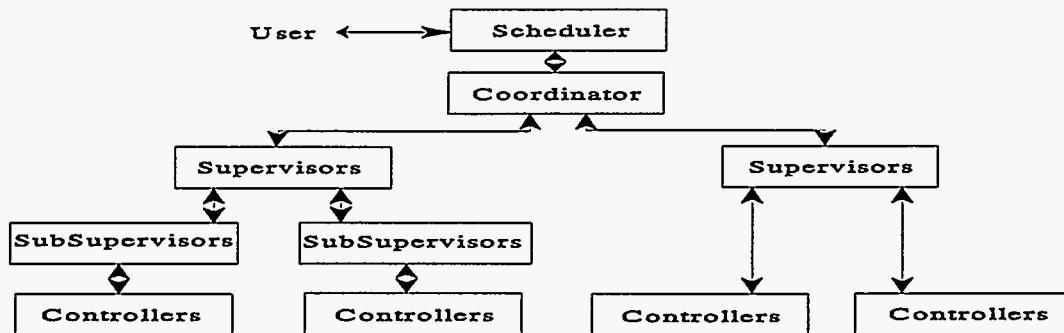 User
Scheduler
Coordinator
Supervisors
Supervisors
SubSupervisors
SubSupervisors
Controllers
Controllers
Controllers
Controllers